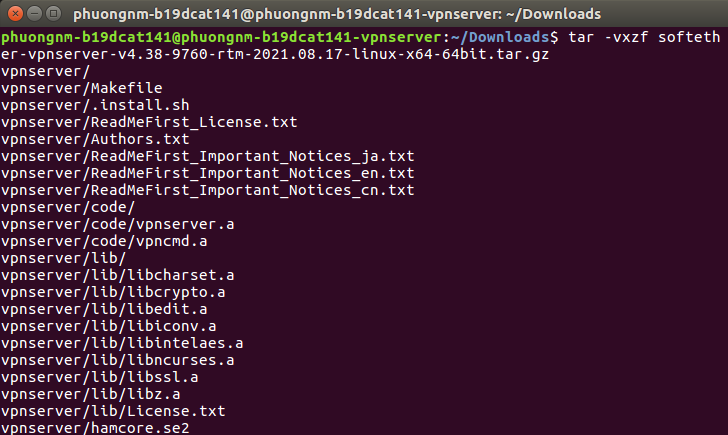 phuongnm-b19dcat141@phuongnm-b19dcat141-vpnserver: ~/Downloads
phuongnm-b19dcat141@phuongnm-b19dcat141-vpnserver:~/Downloads$ tar -vxzf softeth
er-vpnserver-v4.38-9760-rtm-2021.08.17-linux-x64-64bit.tar.gz
vpnserver/
vpnserver/Makefile
vpnserver/.install.sh
vpnserver/ReadMeFirst_License.txt
vpnserver/Authors.txt
vpnserver/ReadMeFirst_Important_Notices_ja.txt
vpnserver/ReadMeFirst_Important_Notices_en.txt
vpnserver/ReadMeFirst_Important_Notices_cn.txt
vpnserver/code/
vpnserver/code/vpnserver.a
vpnserver/code/vpncmd.a
vpnserver/lib/
vpnserver/lib/libcharset.a
vpnserver/lib/libcrypto.a
vpnserver/lib/libedit.a
vpnserver/lib/libiconv.a
vpnserver/lib/libintelaes.a
vpnserver/lib/libncurses.a
vpnserver/lib/libssl.a
vpnserver/lib/libz.a
vpnserver/lib/License.txt
vpnserver/hamcore.se2